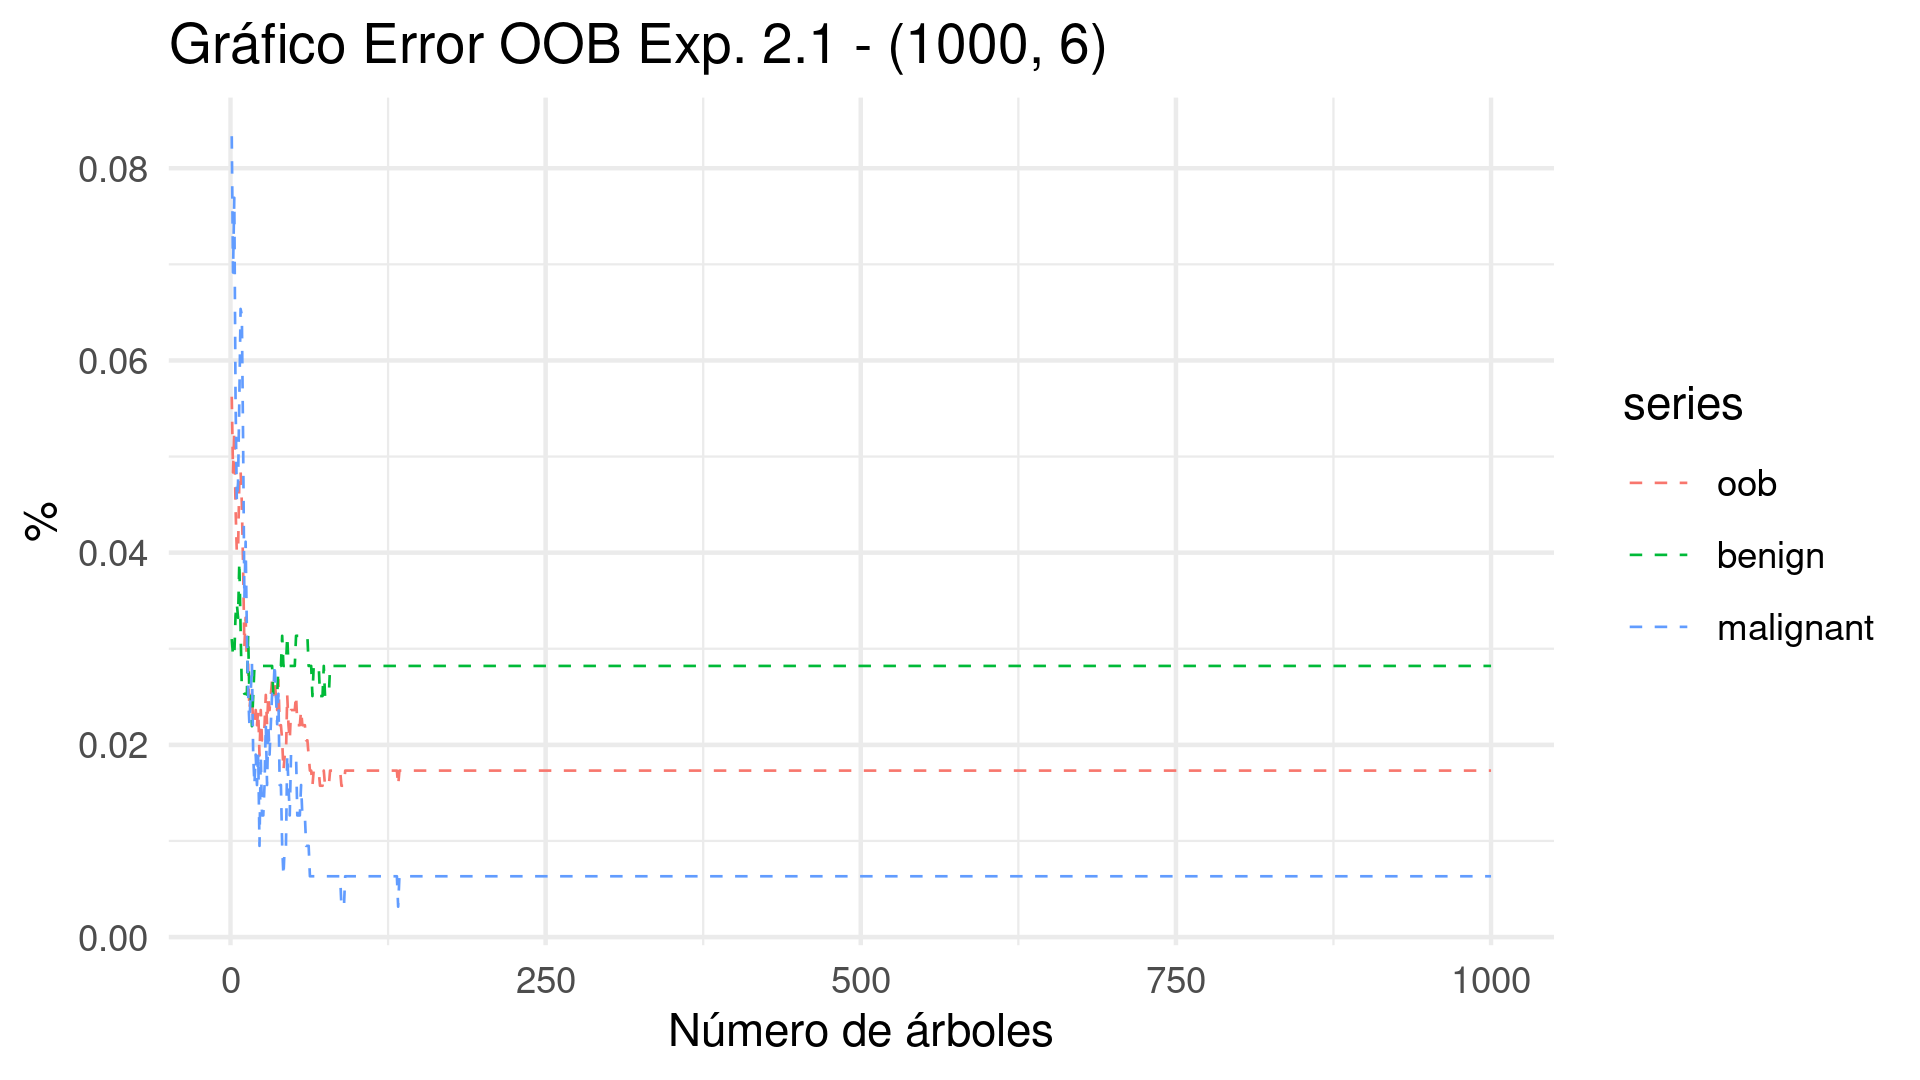 Gráfico Error OOB Exp. 2.1 - (1000, 6)
%
0.08
0.06
0.04
0.02
0.00
0 250 500 750 1000
Número de árboles
series
oob
benign
malignant